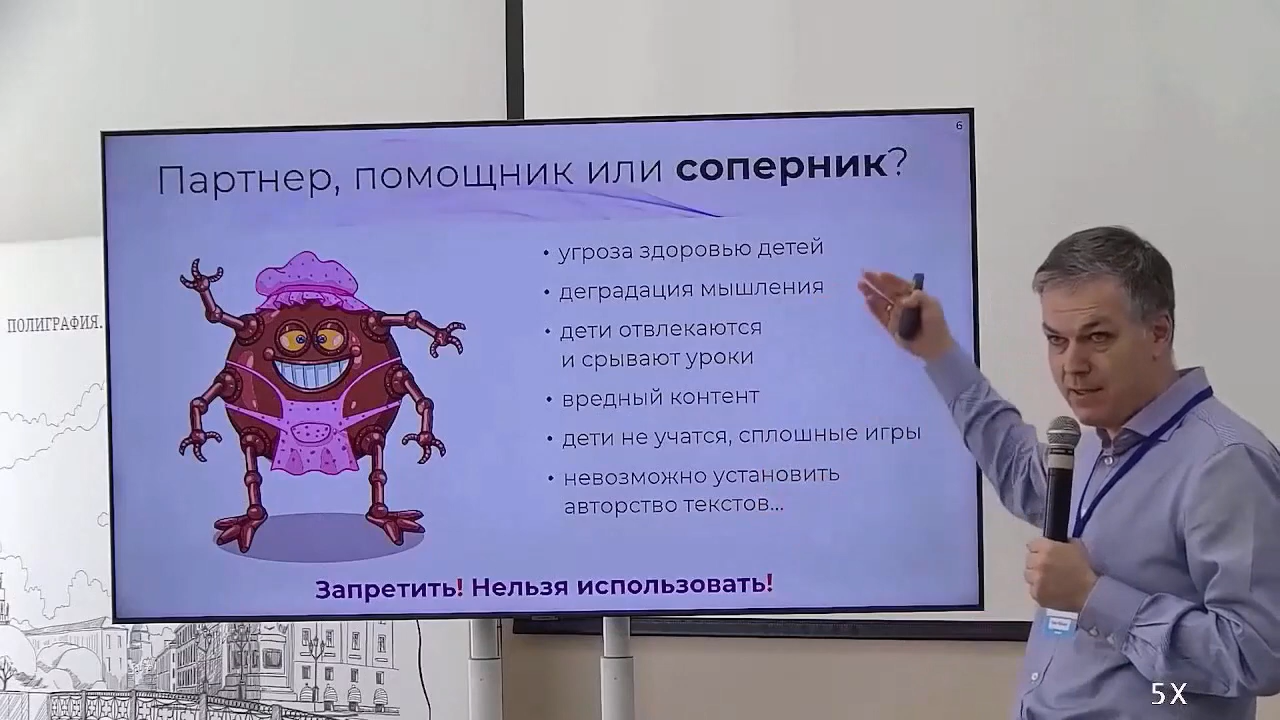 6
Партнер, помощник или соперник?
• угроза здоровью детей
• деградация мышления
• дети отвлекаются
и срывают уроки
• вредный контент
• дети не учатся, сплошные игры
• невозможно установить
авторство текстов...
Запретить! Нельзя использовать!
ПОЛИГРАФИЯ.
5X